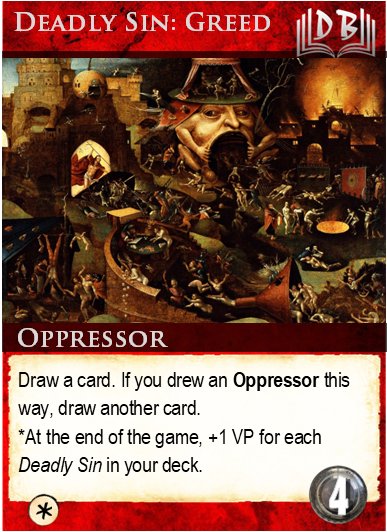 DEADLY SIN: GREED
DB
OPPRESSOR
Draw a card. If you drew an Oppressor this
way, draw another card.
*At the end of the game, +1 VP for each
Deadly Sin in your deck.
*
4